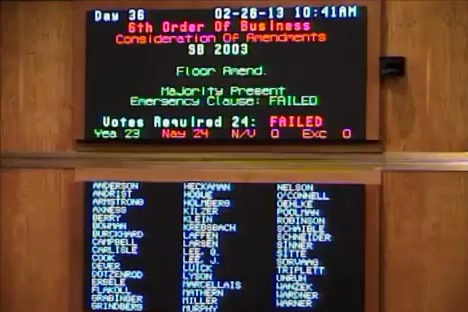 Day 36 02-26-13 10:41AM
6th Order Of Business
Consideration Of Amendments
SB 2003
Floor Amend.
Majority Present
Emergency Clause: FAILED
Votes Required 24: FAILED
Yea 23 Nay 24 N/V 0 Exc 0
ANDERSON HECKAMAN NELSON
ANDRIST HOGUE O'CONNELL
ARMSTRONG HOLMBERG OEHLKE
AXNESS KILZER POOLMAN
BERRY KLEIN ROBINSON
BOWMAN KREBSBACH SCHAIBLE
BURCKHARD LAFFEN SCHNEIDER
CAMPBELL LARSEN SINNER
CARLISLE LEE, G. SITTE
COOK LEE, J. SORVAAG
DEVER LUICK TRIPLETT
DOTZENROD LYSON UNRUH
ERBELE MARCELLAIS WANZEK
FLAKOLL MATHERN WARDNER
GRABINGER MILLER WARNER
GRINDBERG MURPHY